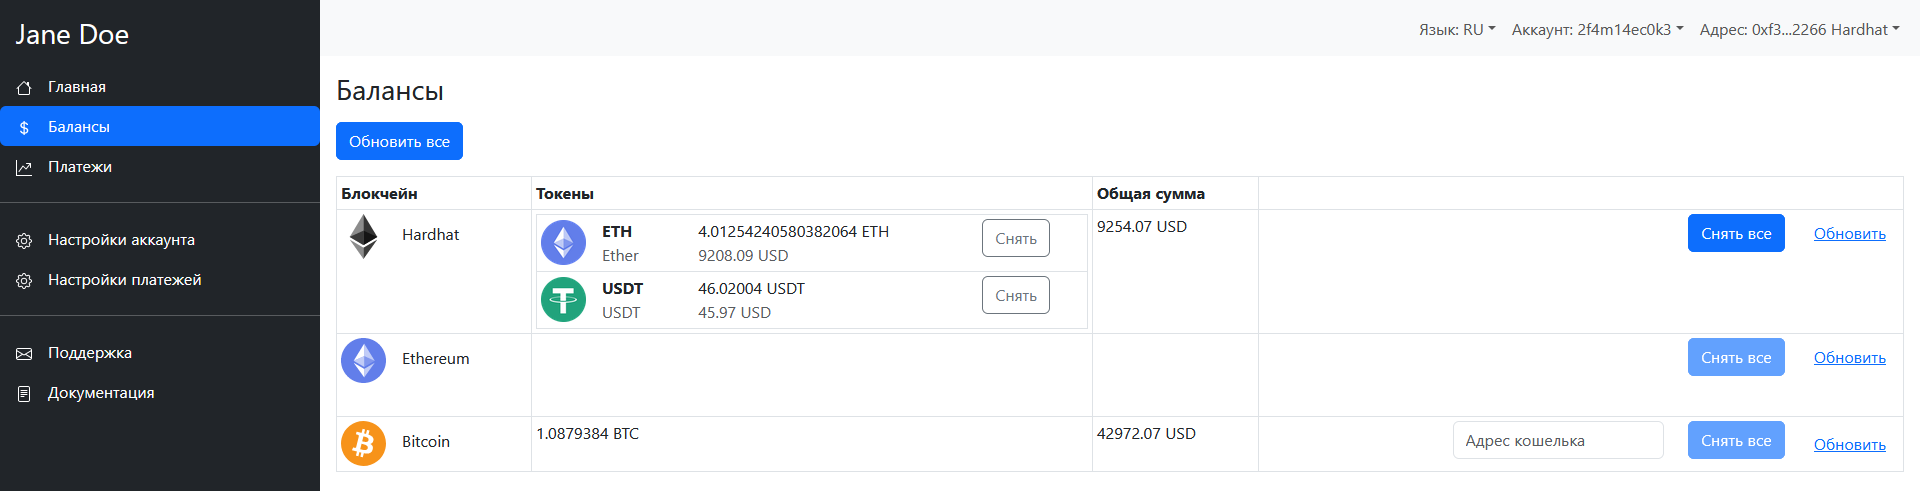 Jane Doe
Главная
Балансы
Платежи
Настройки аккаунта
Настройки платежей
Поддержка
Документация
Язык: RU Аккаунт: 2f4m14ec0k3 Адрес: 0xf3...2266 Hardhat
Балансы
Обновить все
Блокчейн Токены Общая сумма
Hardhat
ETH 4.01254240580382064 ETH Снять
Ether 9208.09 USD
USDT 46.02004 USDT Снять
USDT 45.97 USD
9254.07 USD Снять все Обновить
Ethereum Снять все Обновить
Bitcoin 1.0879384 BTC 42972.07 USD Адрес кошелька Снять все Обновить